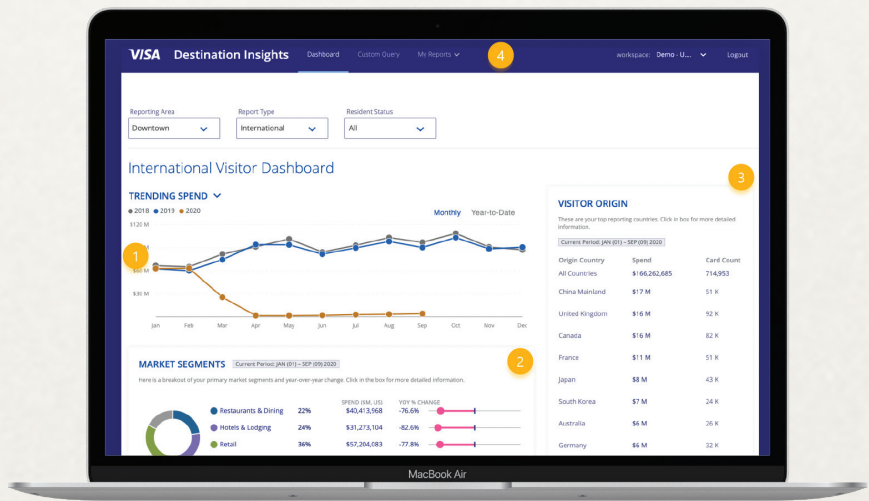 VISA Destination Insights Dashboard Custom Query My Reports 4 workspace: Demo - U... Logout
Reporting Area Report Type Resident Status
Downtown International All
International Visitor Dashboard
3
TRENDING SPEND
2018 2019 2020
Monthly Year-to-Date
$120 M
1
M
M
$30 M
Jan Feb Mar Apr May Jun Jul Aug Sep Oct Nov Dec
VISITOR ORIGIN
These are your top reporting countries. Click in box for more detailed
information.
Current Period: JAN (01) – SEP (09) 2020
Origin Country Spend Card Count
All Countries $166,262,685 714,953
China Mainland $17 M 51 K
United Kingdom $16 M 92 K
Canada $16 M 82 K
France $11 M 51 K
Japan $8 M 43 K
South Korea $7 M 24 K
Australia $6 M 26 K
Germany $6 M 32 K
MARKET SEGMENTS Current Period: JAN (01) – SEP (09) 2020
2
Here is a breakout of your primary market segments and year-over-year change. Click in the box for more detailed information.
SPEND ($M, US) YOY % CHANGE
Restaurants & Dining 22% $40,413,968 -76.6%
Hotels & Lodging 24% $31,273,104 -82.6%
Retail 36% $57,204,083 -77.8%
MacBook Air